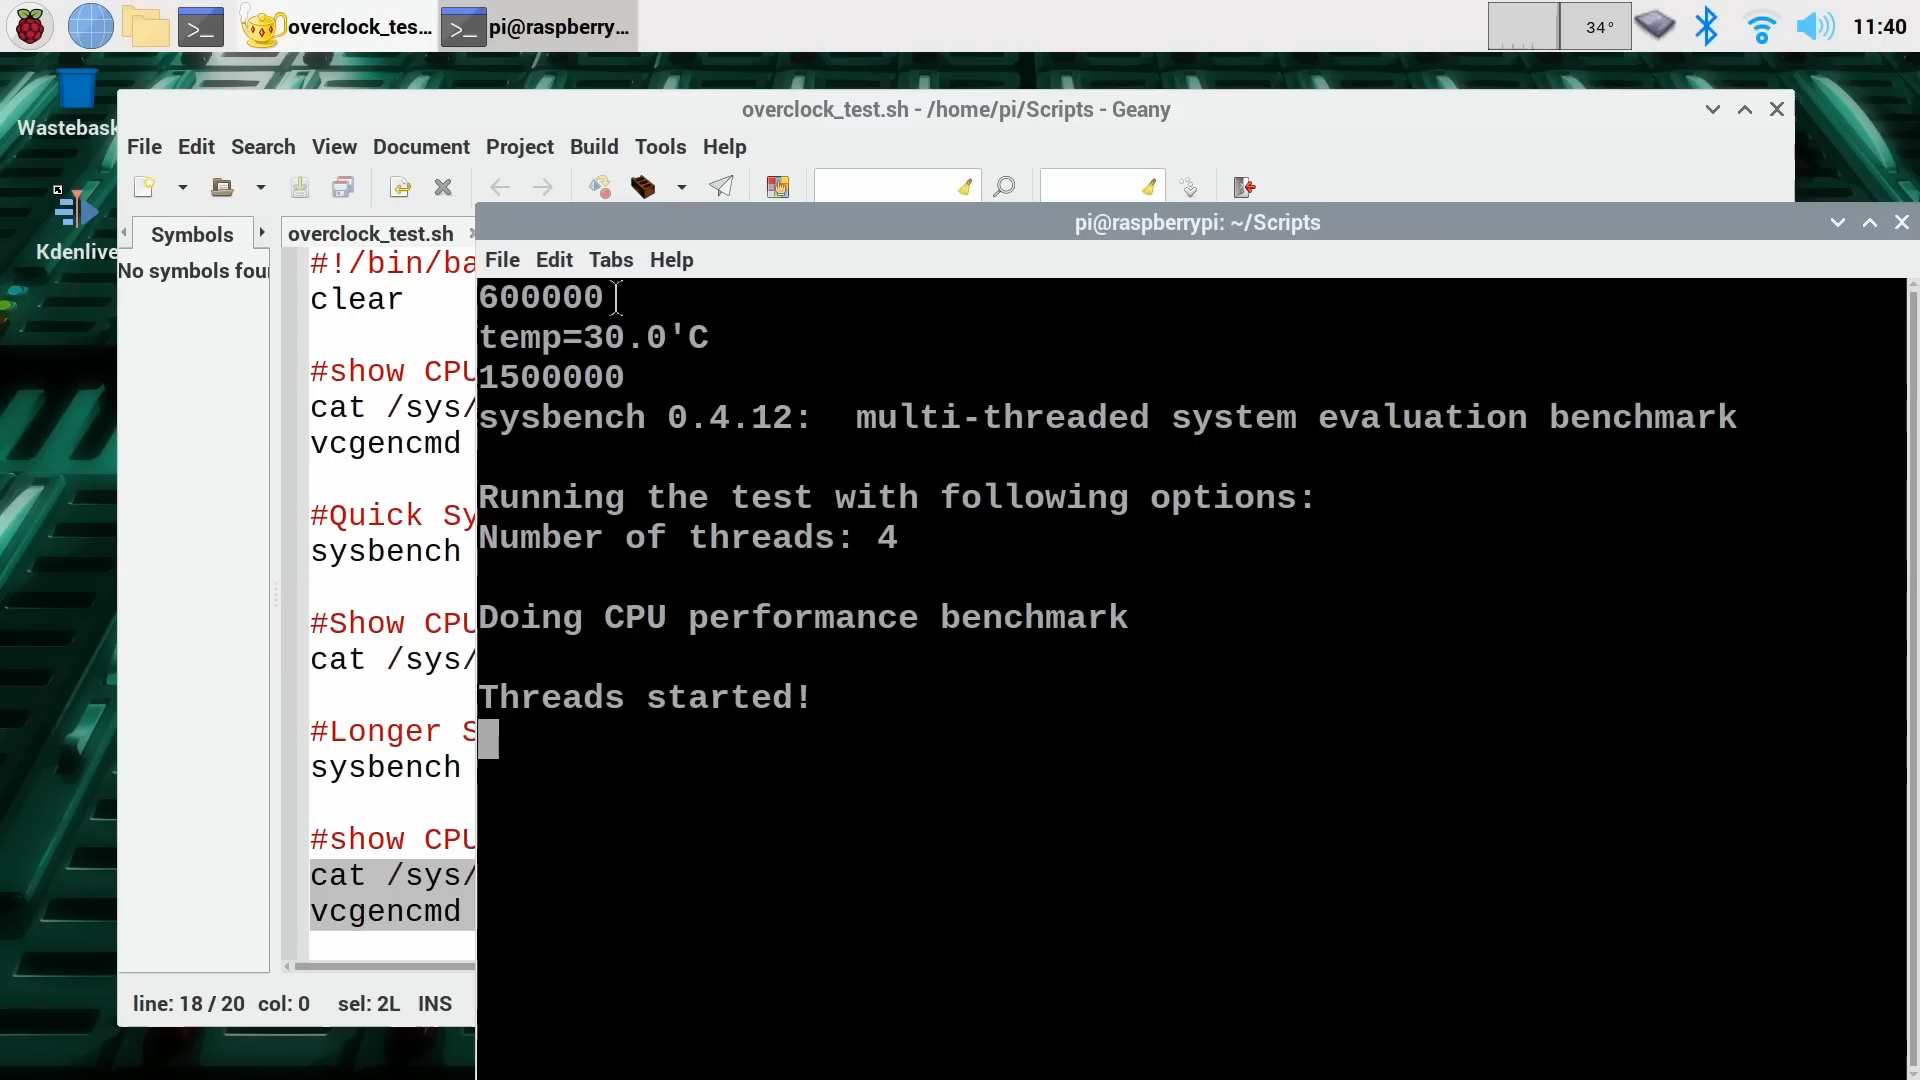 overclock_tes...
pi@raspberry...
34°
11:40
Wastebask
Kdenlive
overclock_test.sh - /home/pi/Scripts - Geany
File Edit Search View Document Project Build Tools Help
Symbols
No symbols foun
overclock_test.sh
#!/bin/ba
clear
#show CPU
cat /sys/
vcgencmd
#Quick Sy
sysbench
#Show CPU
cat /sys/
#Longer S
sysbench
#show CPU
cat /sys/
vcgencmd
line: 18 / 20 col: 0 sel: 2L INS
pi@raspberrypi: ~/Scripts
File Edit Tabs Help
600000
temp=30.0'C
1500000
sysbench 0.4.12:  multi-threaded system evaluation benchmark
Running the test with following options:
Number of threads: 4
Doing CPU performance benchmark
Threads started!